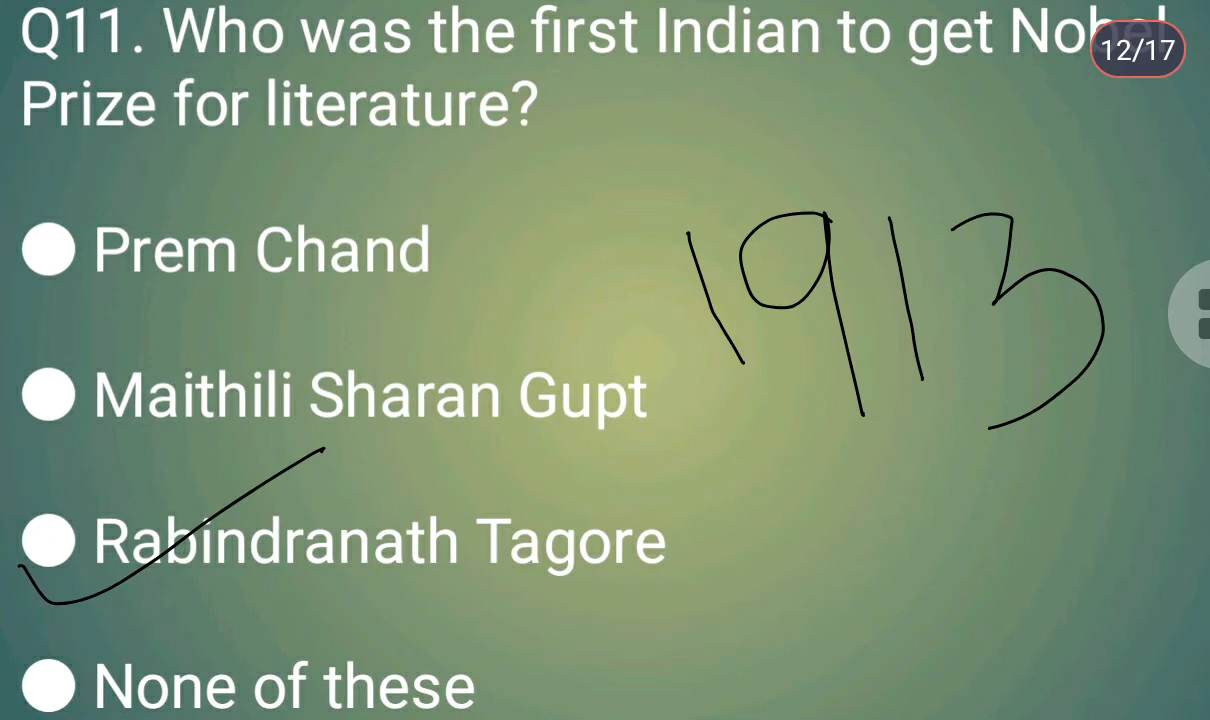 Q11. Who was the first Indian to get Nobel
12/17
Prize for literature?
Prem Chand
1913
Maithili Sharan Gupt
Rabindranath Tagore
None of these